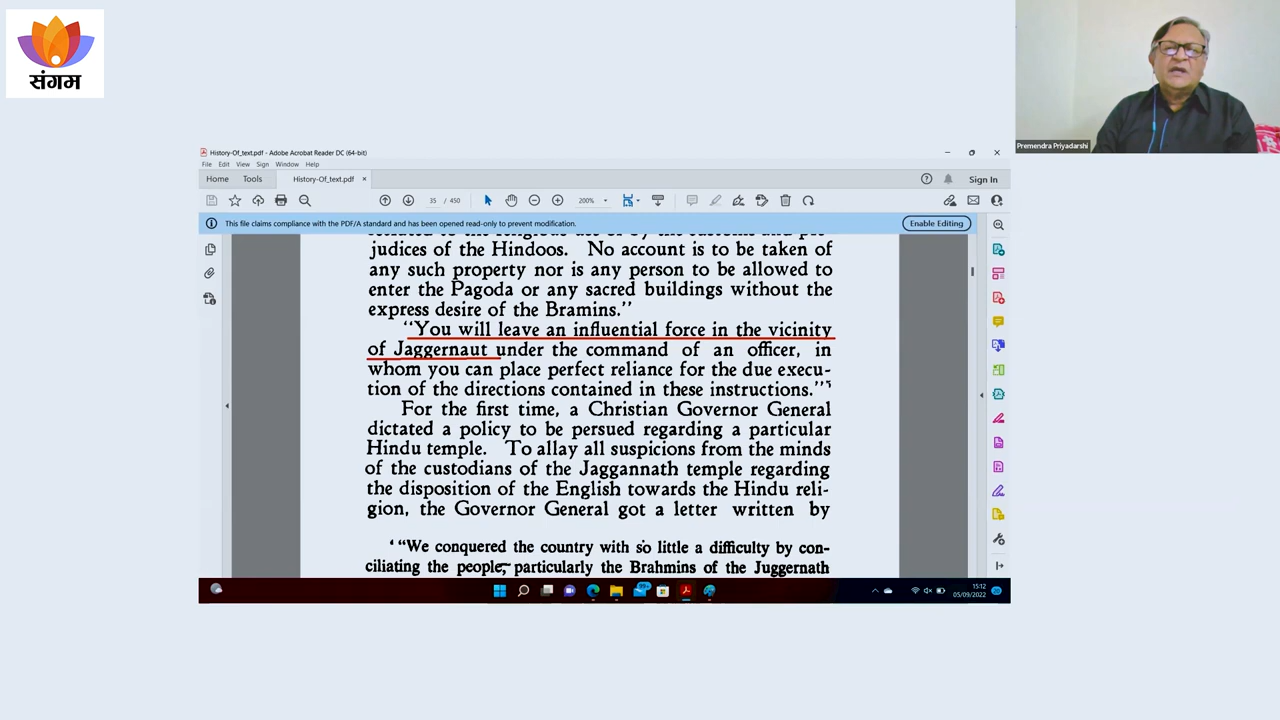 संगम
Premendra Priyadarshi
History-Of_text.pdf - Adobe Acrobat Reader DC (64-bit)
File Edit View Sign Window Help
Home Tools History-Of_text.pdf × Sign In
35 / 450 200%
This file claims compliance with the PDF/A standard and has been opened read-only to prevent modification. Enable Editing
judices of the Hindoos. No account is to be taken of
any such property nor is any person to be allowed to
enter the Pagoda or any sacred buildings without the
express desire of the Bramins.”
“You will leave an influential force in the vicinity
of Jaggernaut under the command of an officer, in
whom you can place perfect reliance for the due execu-
tion of the directions contained in these instructions.”
For the first time, a Christian Governor General
dictated a policy to be persued regarding a particular
Hindu temple. To allay all suspicions from the minds
of the custodians of the Jaggannath temple regarding
the disposition of the English towards the Hindu reli-
gion, the Governor General got a letter written by
“We conquered the country with so little a difficulty by con-
ciliating the people, particularly the Brahmins of the Juggernath
15:12
05/09/2022